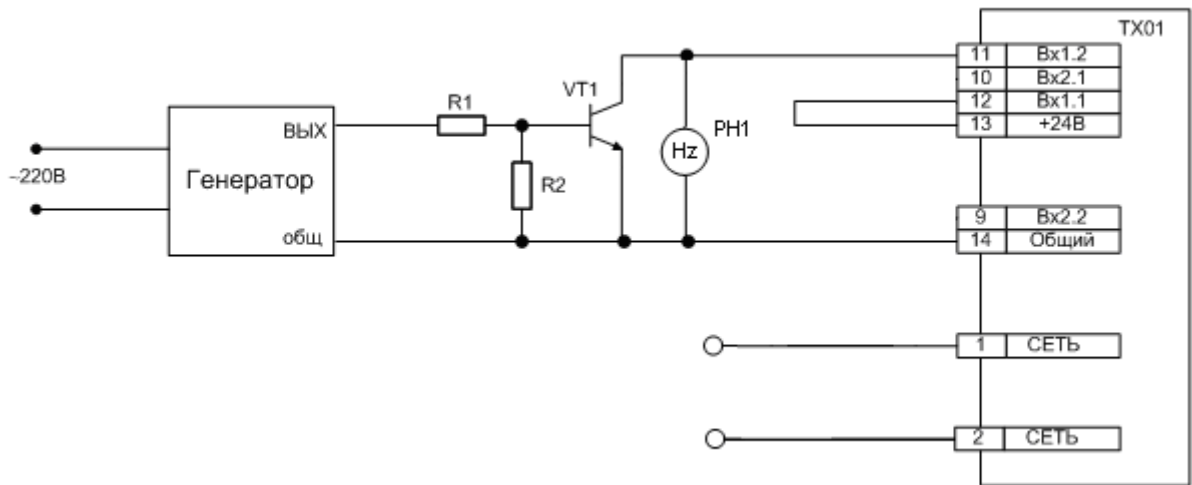 TX01
11 Вх1.2
10 Вх2.1
12 Вх1.1
13 +24В
R1
VT1
PH1
Hz
ВЫХ
~220В
Генератор
R2
общ
9 Вх2.2
14 Общий
1 СЕТЬ
2 СЕТЬ